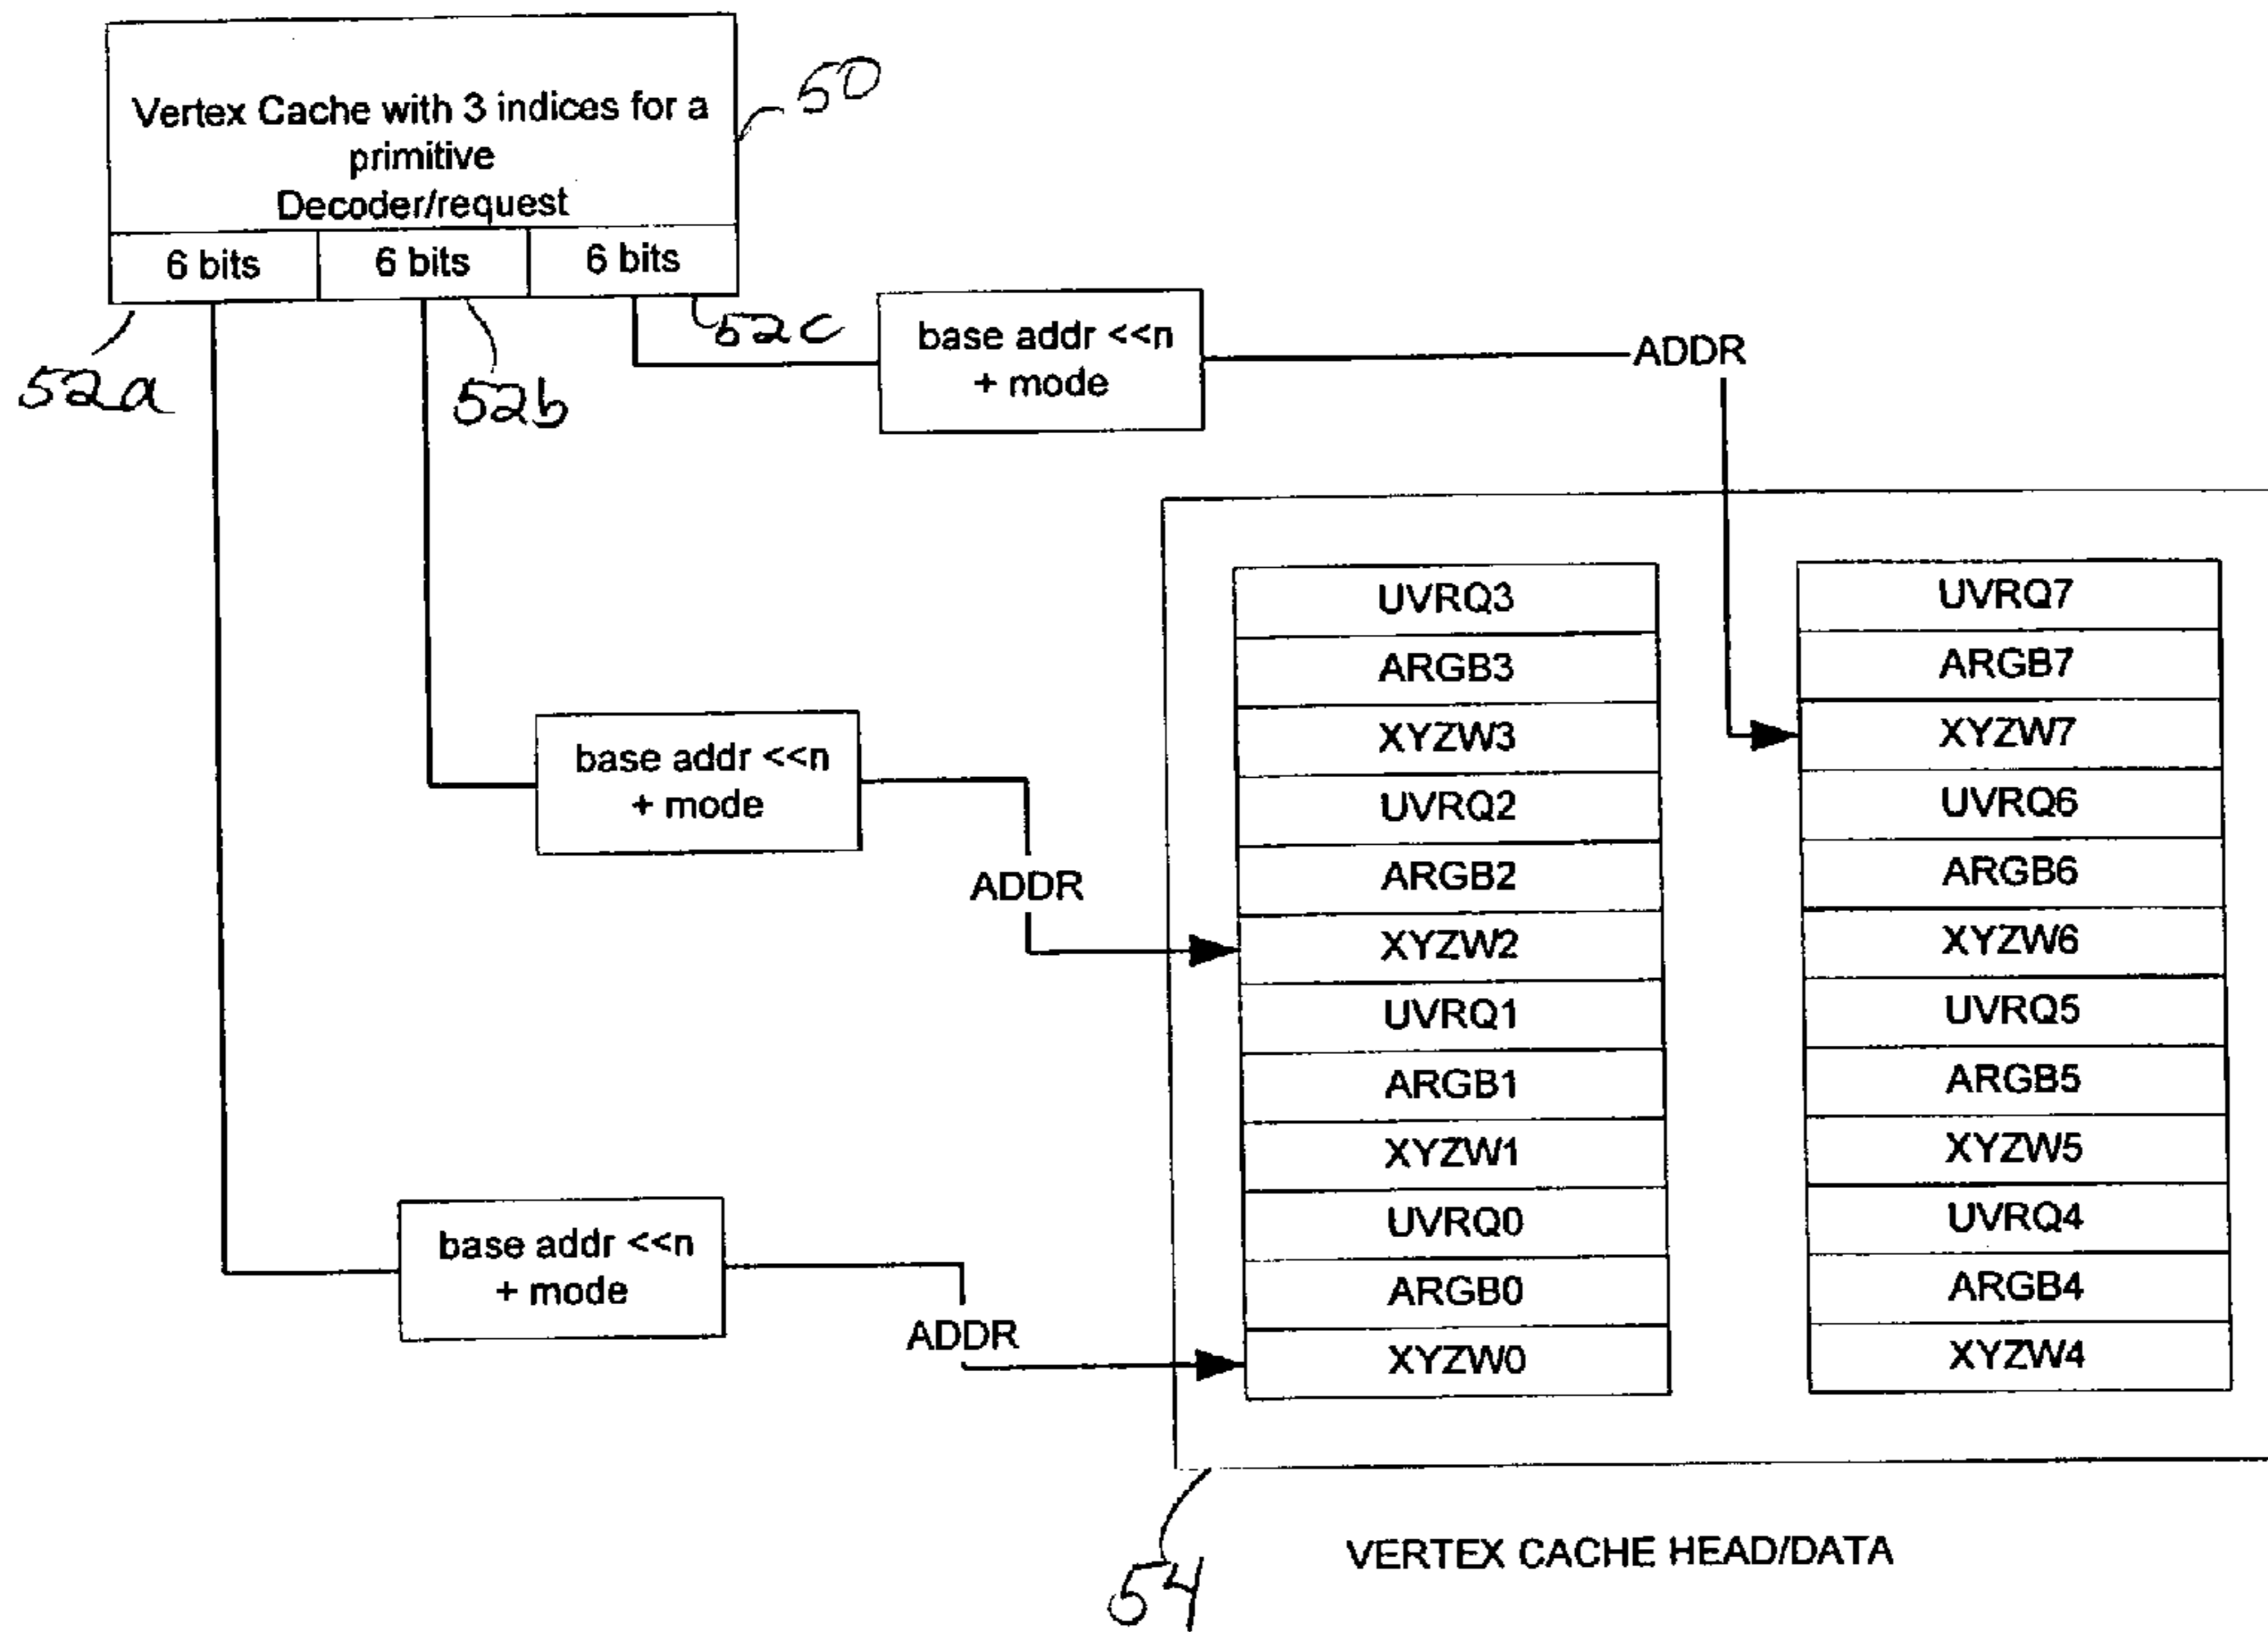 Vertex Cache with 3 indices for a
primitive
Decoder/request
6 bits 6 bits 6 bits
50
52a
52b
52c
base addr <<n
+ mode
ADDR
base addr <<n
+ mode
ADDR
base addr <<n
+ mode
ADDR
UVRQ3
ARGB3
XYZW3
UVRQ2
ARGB2
XYZW2
UVRQ1
ARGB1
XYZW1
UVRQ0
ARGB0
XYZW0
UVRQ7
ARGB7
XYZW7
UVRQ6
ARGB6
XYZW6
UVRQ5
ARGB5
XYZW5
UVRQ4
ARGB4
XYZW4
54
VERTEX CACHE HEAD/DATA